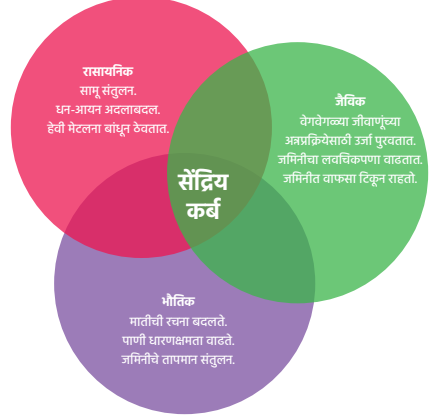 रासायनिक
सामू संतुलन.
धन-आयन अदलाबदल.
हेवी मेटलना बांधून ठेवतात.
जैविक
वेगवेगळ्या जीवाणूंच्या
अन्नप्रक्रियेसाठी उर्जा पुरवतात.
जमिनीचा लवचिकपणा वाढतात.
जमिनीत वाफसा टिकून राहतो.
सेंद्रिय
कर्ब
भौतिक
मातीची रचना बदलते.
पाणी धारणक्षमता वाढते.
जमिनीचे तापमान संतुलन.